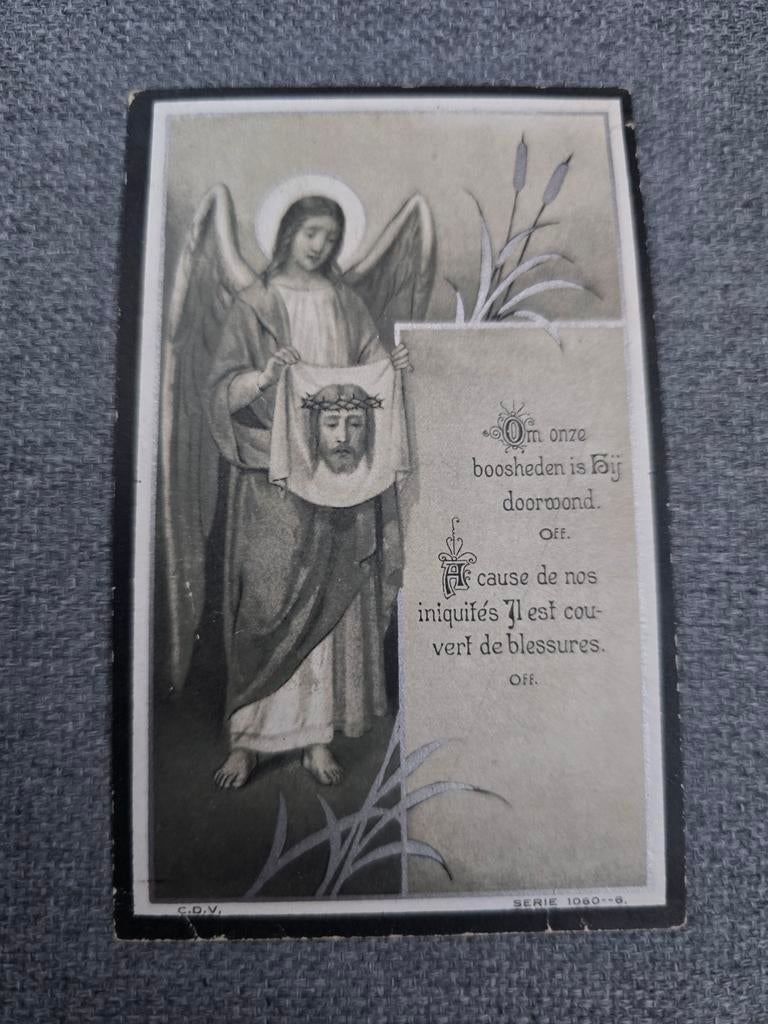 Om onze
boosheden is Hij
doorwond.
Off.
A cause de nos
iniquités Il est cou-
vert de blessures.
Off.
C.D.V.
SERIE 1060--6.